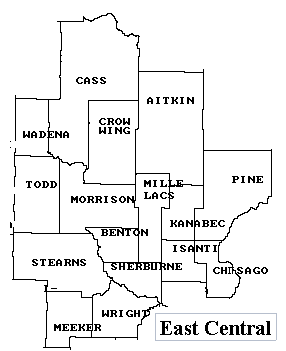 CASS
AITKIN
CROW
WING
WADENA
TODD
MILLE
LACS
PINE
MORRISON
KANABEC
BENTON
ISANTI
STEARNS
SHERBURNE
CHISAGO
WRIGHT
MEEKER
East Central